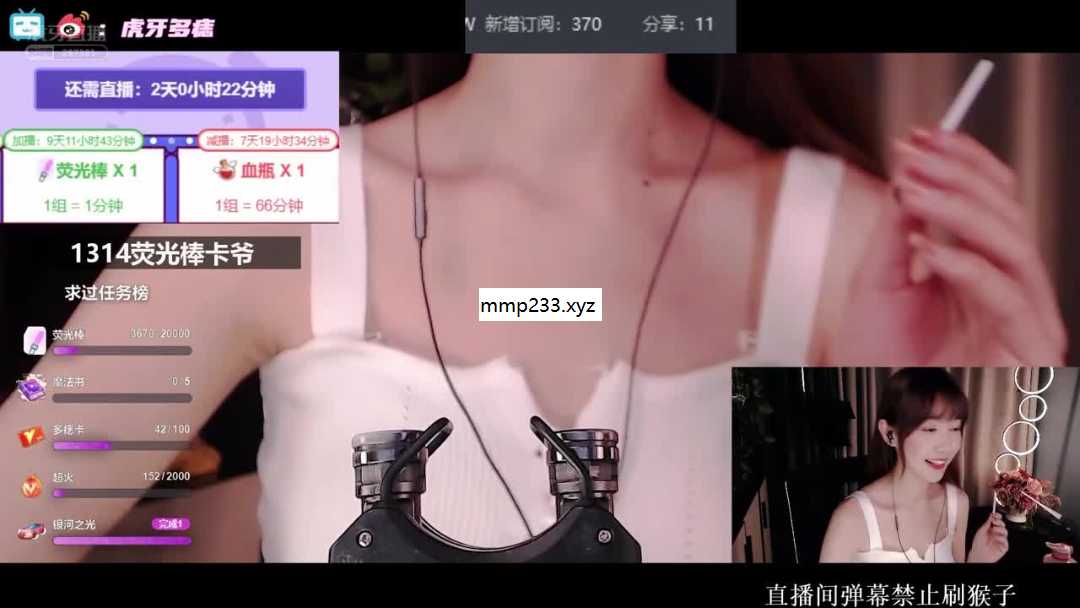 虎牙多痣
新增订阅：370 分享：11
还需直播：2天0小时22分钟
加播：9天11小时43分钟
减播：7天19小时34分钟
荧光棒 X 1
血瓶 X 1
1组 = 1分钟
1组 = 66分钟
1314荧光棒卡爷
求过任务榜
mmp233.xyz
荧光棒 3670/20000
魔法书 0/5
多痣卡 42/100
超火 152/2000
银河之光 完成1
直播间弹幕禁止刷猴子